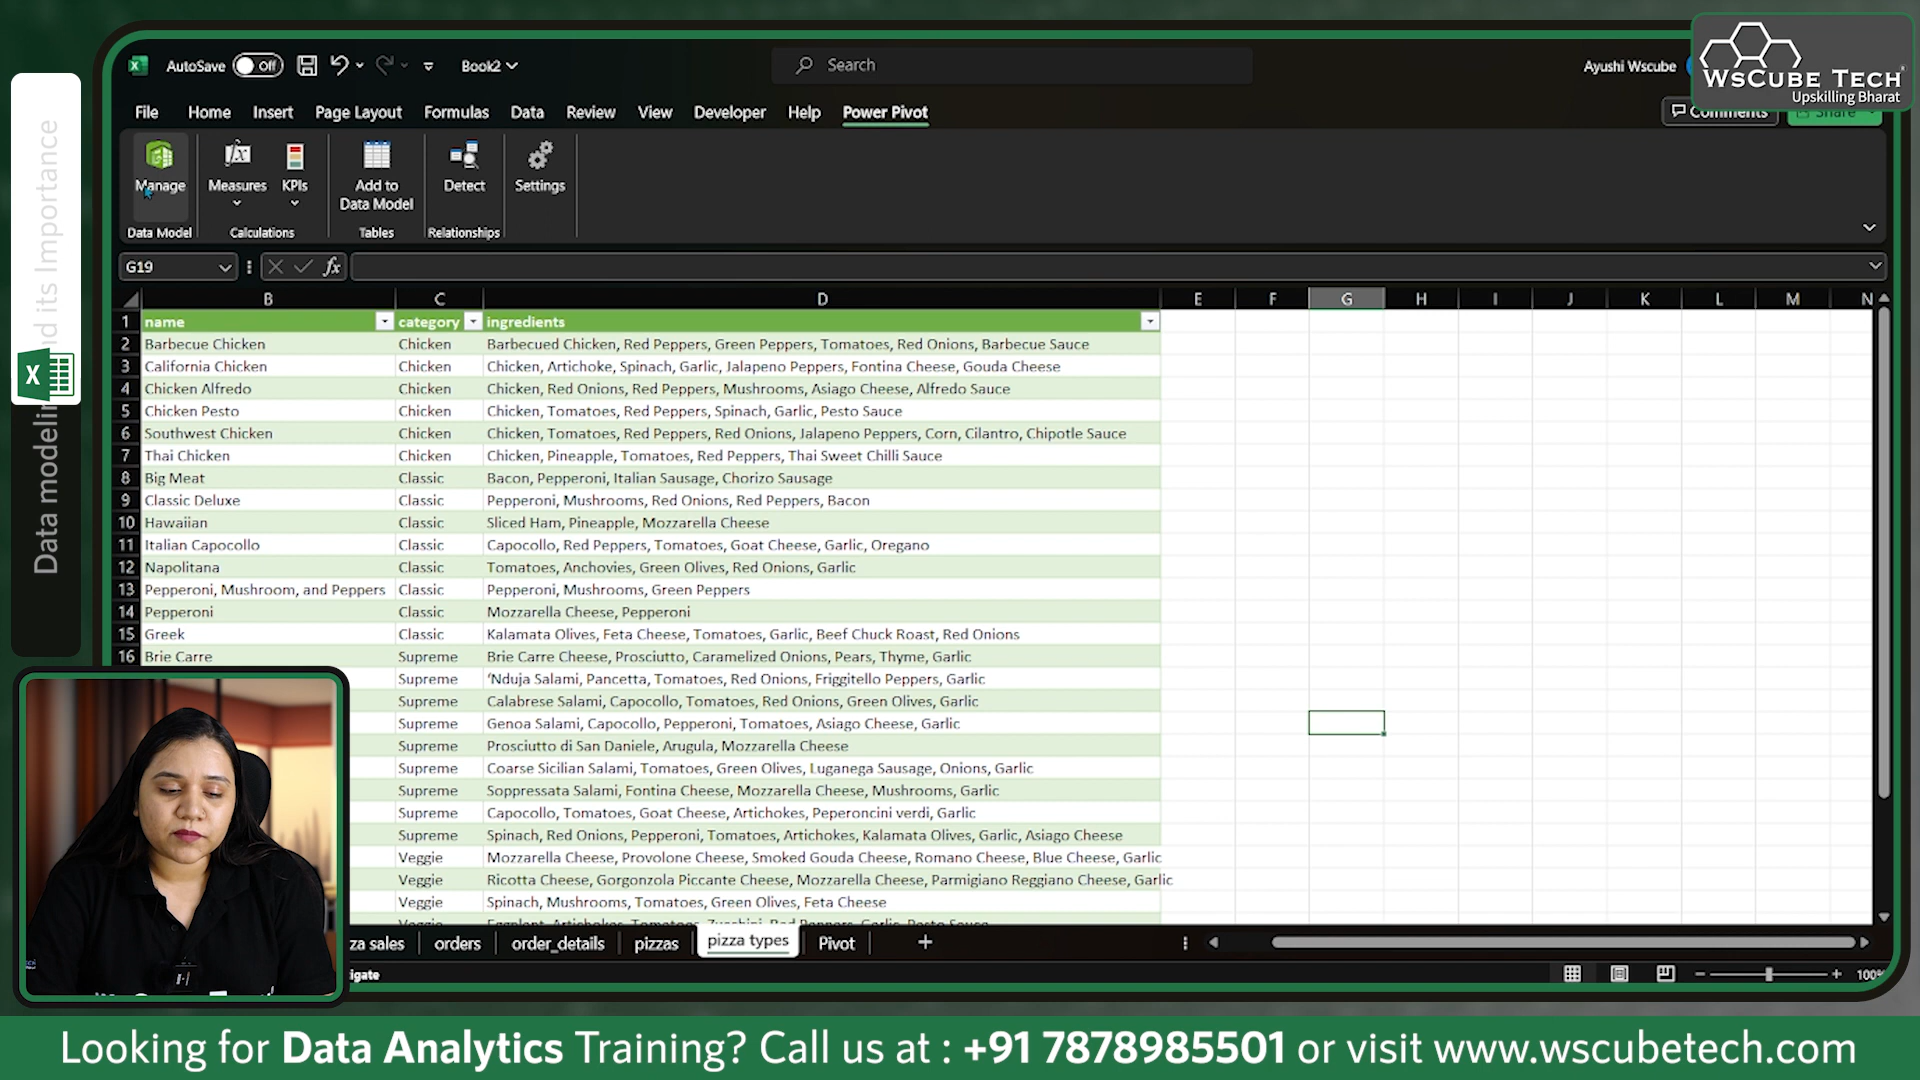 AutoSave Off
Book2
Search
Ayushi Wscube
WsCube Tech
Upskilling Bharat
File Home Insert Page Layout Formulas Data Review View Developer Help Power Pivot
Comments Share
Manage Measures KPIs Add to Data Model Detect Settings
Data Model Calculations Tables Relationships
G19 fx
B C D E F G H I J K L M N
1 name category ingredients
2 Barbecue Chicken Chicken Barbecued Chicken, Red Peppers, Green Peppers, Tomatoes, Red Onions, Barbecue Sauce
3 California Chicken Chicken Chicken, Artichoke, Spinach, Garlic, Jalapeno Peppers, Fontina Cheese, Gouda Cheese
4 Chicken Alfredo Chicken Chicken, Red Onions, Red Peppers, Mushrooms, Asiago Cheese, Alfredo Sauce
5 Chicken Pesto Chicken Chicken, Tomatoes, Red Peppers, Spinach, Garlic, Pesto Sauce
6 Southwest Chicken Chicken Chicken, Tomatoes, Red Peppers, Red Onions, Jalapeno Peppers, Corn, Cilantro, Chipotle Sauce
7 Thai Chicken Chicken Chicken, Pineapple, Tomatoes, Red Peppers, Thai Sweet Chilli Sauce
8 Big Meat Classic Bacon, Pepperoni, Italian Sausage, Chorizo Sausage
9 Classic Deluxe Classic Pepperoni, Mushrooms, Red Onions, Red Peppers, Bacon
10 Hawaiian Classic Sliced Ham, Pineapple, Mozzarella Cheese
11 Italian Capocollo Classic Capocollo, Red Peppers, Tomatoes, Goat Cheese, Garlic, Oregano
12 Napolitana Classic Tomatoes, Anchovies, Green Olives, Red Onions, Garlic
13 Pepperoni, Mushroom, and Peppers Classic Pepperoni, Mushrooms, Green Peppers
14 Pepperoni Classic Mozzarella Cheese, Pepperoni
15 Greek Classic Kalamata Olives, Feta Cheese, Tomatoes, Garlic, Beef Chuck Roast, Red Onions
16 Brie Carre Supreme Brie Carre Cheese, Prosciutto, Caramelized Onions, Pears, Thyme, Garlic
Supreme 'Nduja Salami, Pancetta, Tomatoes, Red Onions, Friggitello Peppers, Garlic
Supreme Calabrese Salami, Capocollo, Tomatoes, Red Onions, Green Olives, Garlic
Supreme Genoa Salami, Capocollo, Pepperoni, Tomatoes, Asiago Cheese, Garlic
Supreme Prosciutto di San Daniele, Arugula, Mozzarella Cheese
Supreme Coarse Sicilian Salami, Tomatoes, Green Olives, Luganega Sausage, Onions, Garlic
Supreme Soppressata Salami, Fontina Cheese, Mozzarella Cheese, Mushrooms, Garlic
Supreme Capocollo, Tomatoes, Goat Cheese, Artichokes, Peperoncini verdi, Garlic
Supreme Spinach, Red Onions, Pepperoni, Tomatoes, Artichokes, Kalamata Olives, Garlic, Asiago Cheese
Veggie Mozzarella Cheese, Provolone Cheese, Smoked Gouda Cheese, Romano Cheese, Blue Cheese, Garlic
Veggie Ricotta Cheese, Gorgonzola Piccante Cheese, Mozzarella Cheese, Parmigiano Reggiano Cheese, Garlic
Veggie Spinach, Mushrooms, Tomatoes, Green Olives, Feta Cheese
Veggie Eggplant, Artichokes, Tomatoes, Zucchini, Red Peppers, Garlic, Pesto Sauce
za sales orders order_details pizzas pizza types Pivot
igate
100%
Data modelin nd its Importance
Looking for Data Analytics Training? Call us at : +91 7878985501 or visit www.wscubetech.com